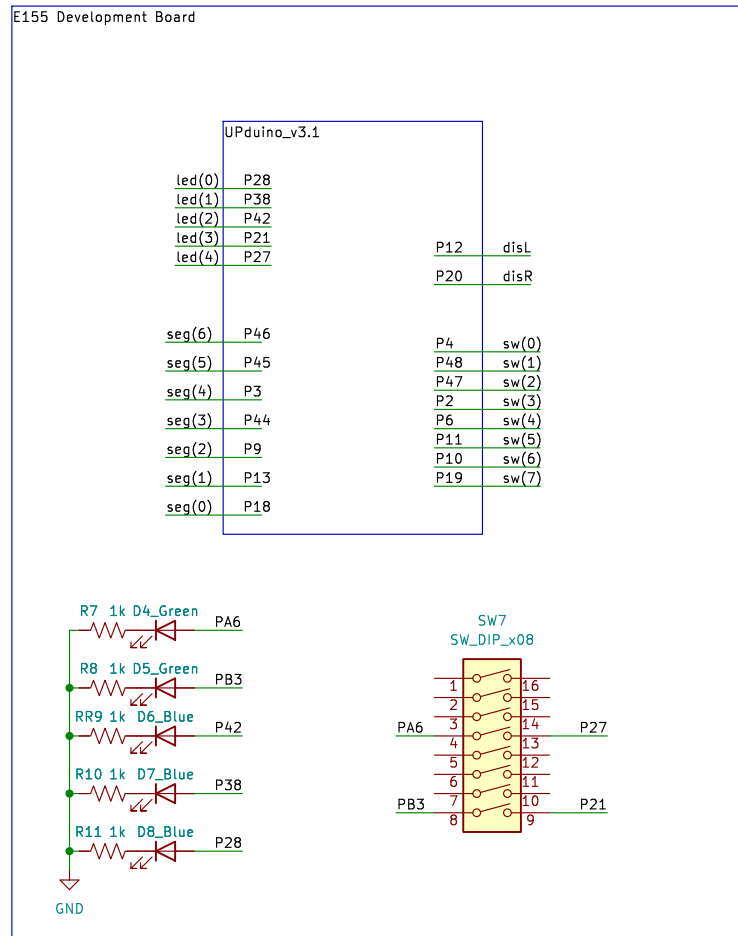 E155 Development Board
UPduino_v3.1
led(0) P28
led(1) P38
led(2) P42
led(3) P21
led(4) P27
P12 disL
P20 disR
seg(6) P46
seg(5) P45
seg(4) P3
seg(3) P44
seg(2) P9
seg(1) P13
seg(0) P18
P4 sw(0)
P48 sw(1)
P47 sw(2)
P2 sw(3)
P6 sw(4)
P11 sw(5)
P10 sw(6)
P19 sw(7)
R7 1k D4_Green
PA6
R8 1k D5_Green
PB3
RR9 1k D6_Blue
P42
R10 1k D7_Blue
P38
R11 1k D8_Blue
P28
GND
SW7
SW_DIP_x08
1 16
2 15
PA6 3 14 P27
4 13
5 12
6 11
PB3 7 10 P21
8 9